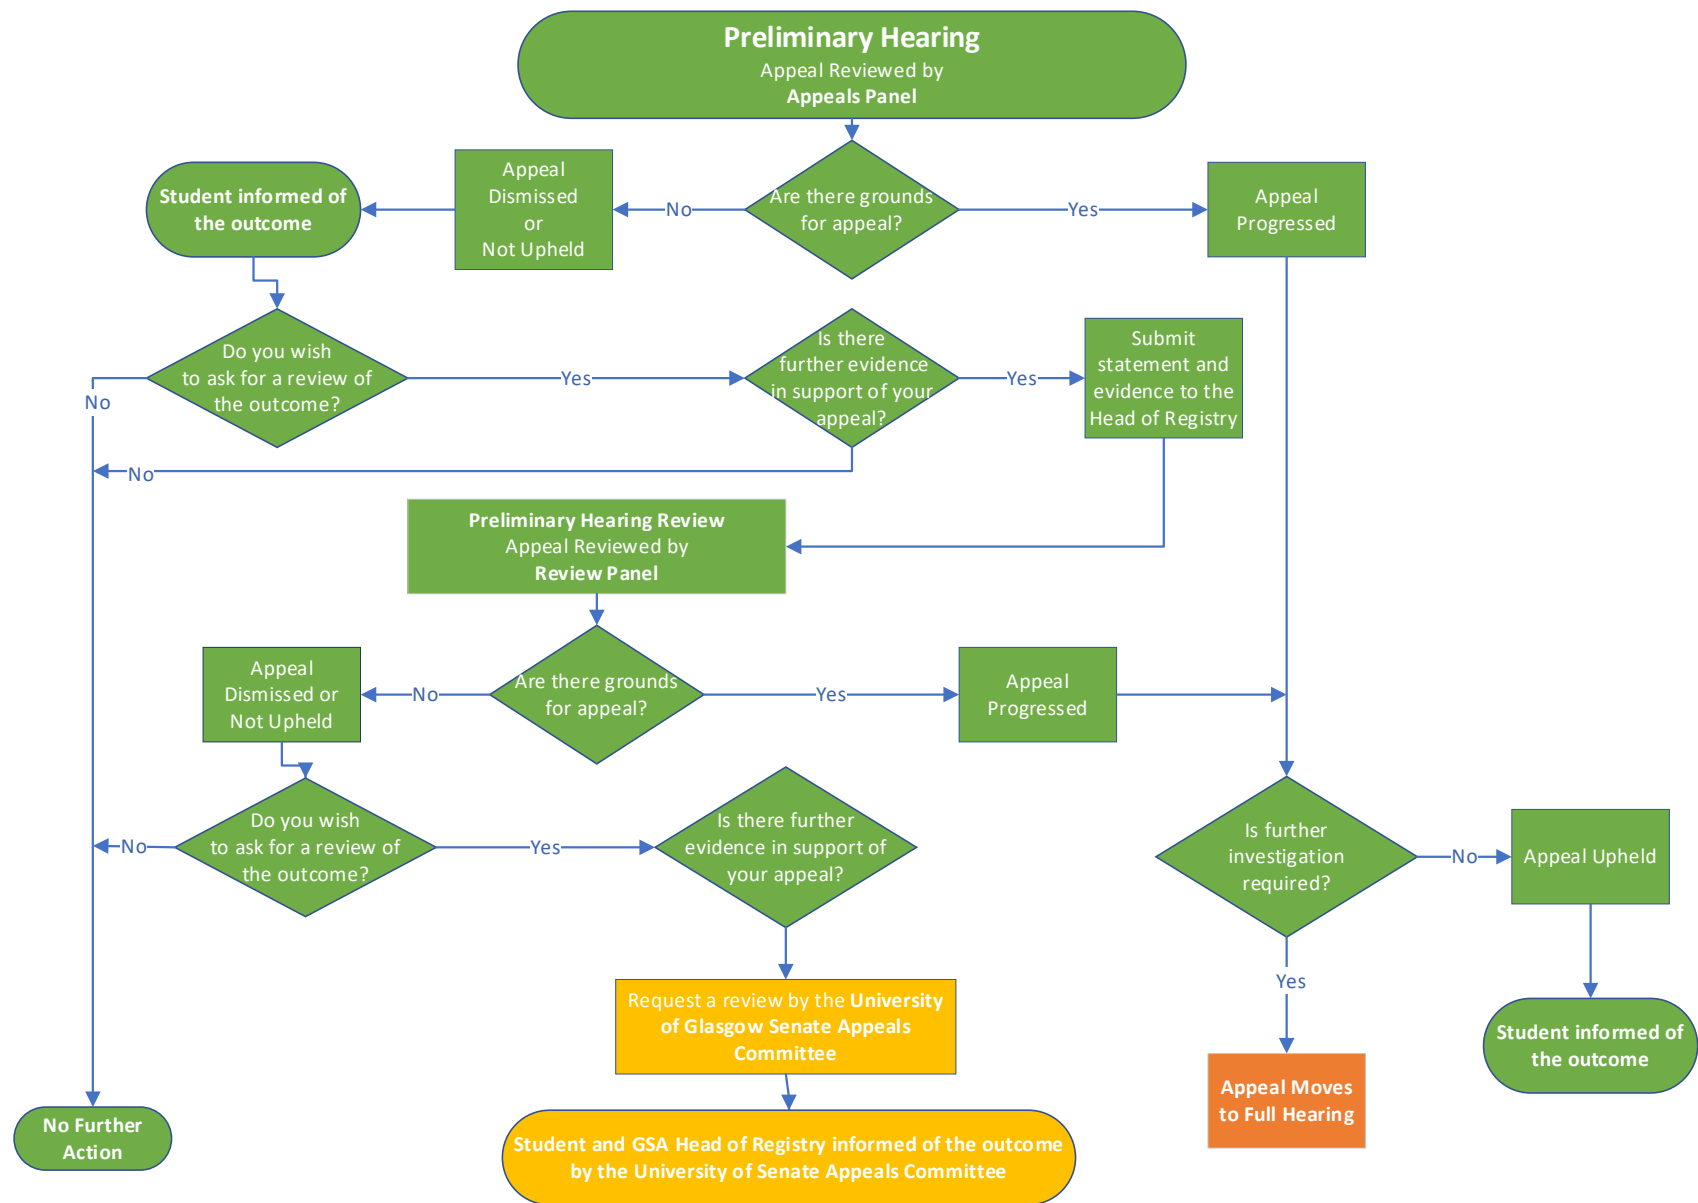 Preliminary Hearing
Appeal Reviewed by
Appeals Panel
Student informed of
the outcome
Appeal
Dismissed
or
Not Upheld
No
Are there grounds
for appeal?
Yes
Appeal
Progressed
Do you wish
to ask for a review of
the outcome?
No
Yes
Is there
further evidence
in support of your
appeal?
Yes
Submit
statement and
evidence to the
Head of Registry
No
Preliminary Hearing Review
Appeal Reviewed by
Review Panel
Appeal
Dismissed or
Not Upheld
No
Are there grounds
for appeal?
Yes
Appeal
Progressed
No
Do you wish
to ask for a review of
the outcome?
Yes
Is there further
evidence in support of
your appeal?
Is further
investigation
required?
No
Appeal Upheld
Yes
Request a review by the University
of Glasgow Senate Appeals
Committee
Student informed of
the outcome
Appeal Moves
to Full Hearing
No Further
Action
Student and GSA Head of Registry informed of the outcome
by the University of Senate Appeals Committee